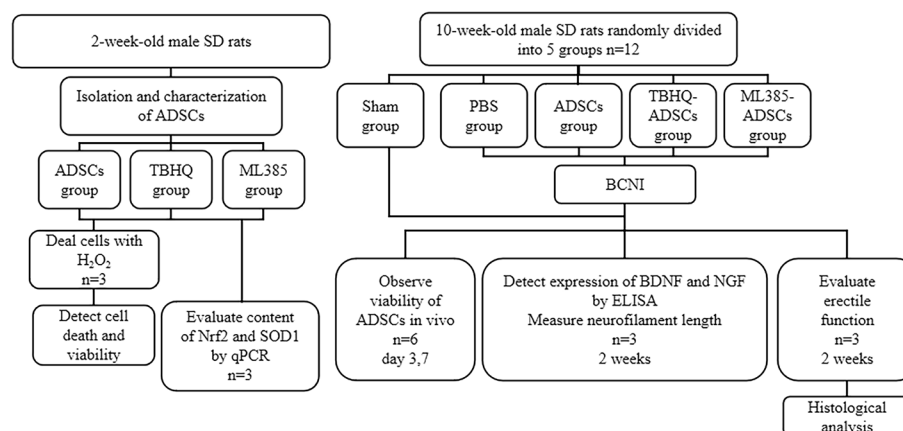 2-week-old male SD rats
Isolation and characterization
of ADSCs
ADSCs
group
TBHQ
group
ML385
group
Deal cells with
H₂O₂
n=3
Detect cell
death and
viability
Evaluate content
of Nrf2 and SOD1
by qPCR
n=3
10-week-old male SD rats randomly divided
into 5 groups n=12
Sham
group
PBS
group
ADSCs
group
TBHQ-
ADSCs
group
ML385-
ADSCs
group
BCNI
Observe
viability of
ADSCs in vivo
n=6
day 3,7
Detect expression of BDNF and NGF
by ELISA
Measure neurofilament length
n=3
2 weeks
Evaluate
erectile
function
n=3
2 weeks
Histological
analysis